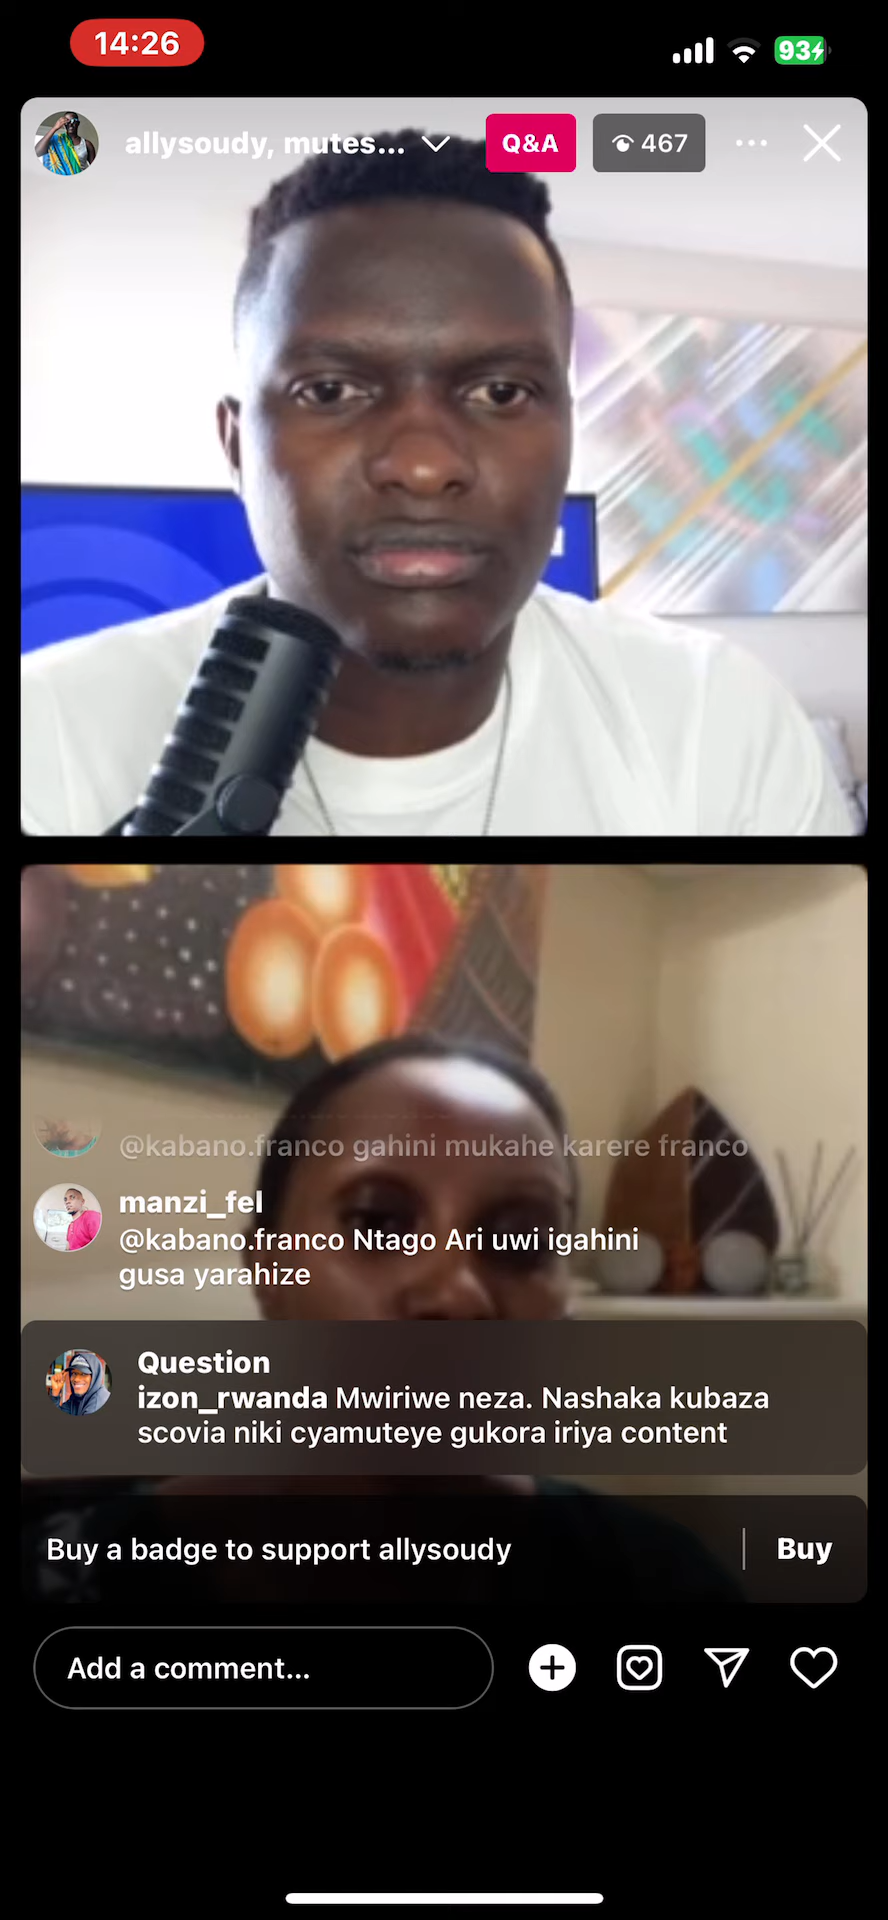 14:26
93
allysoudy, mutes...
Q&A
467
@kabano.franco gahini mukahe karere franco
manzi_fel
@kabano.franco Ntago Ari uwi igahini
gusa yarahize
Question
izon_rwanda Mwiriwe neza. Nashaka kubaza
scovia niki cyamuteye gukora iriya content
Buy a badge to support allysoudy
Buy
Add a comment...